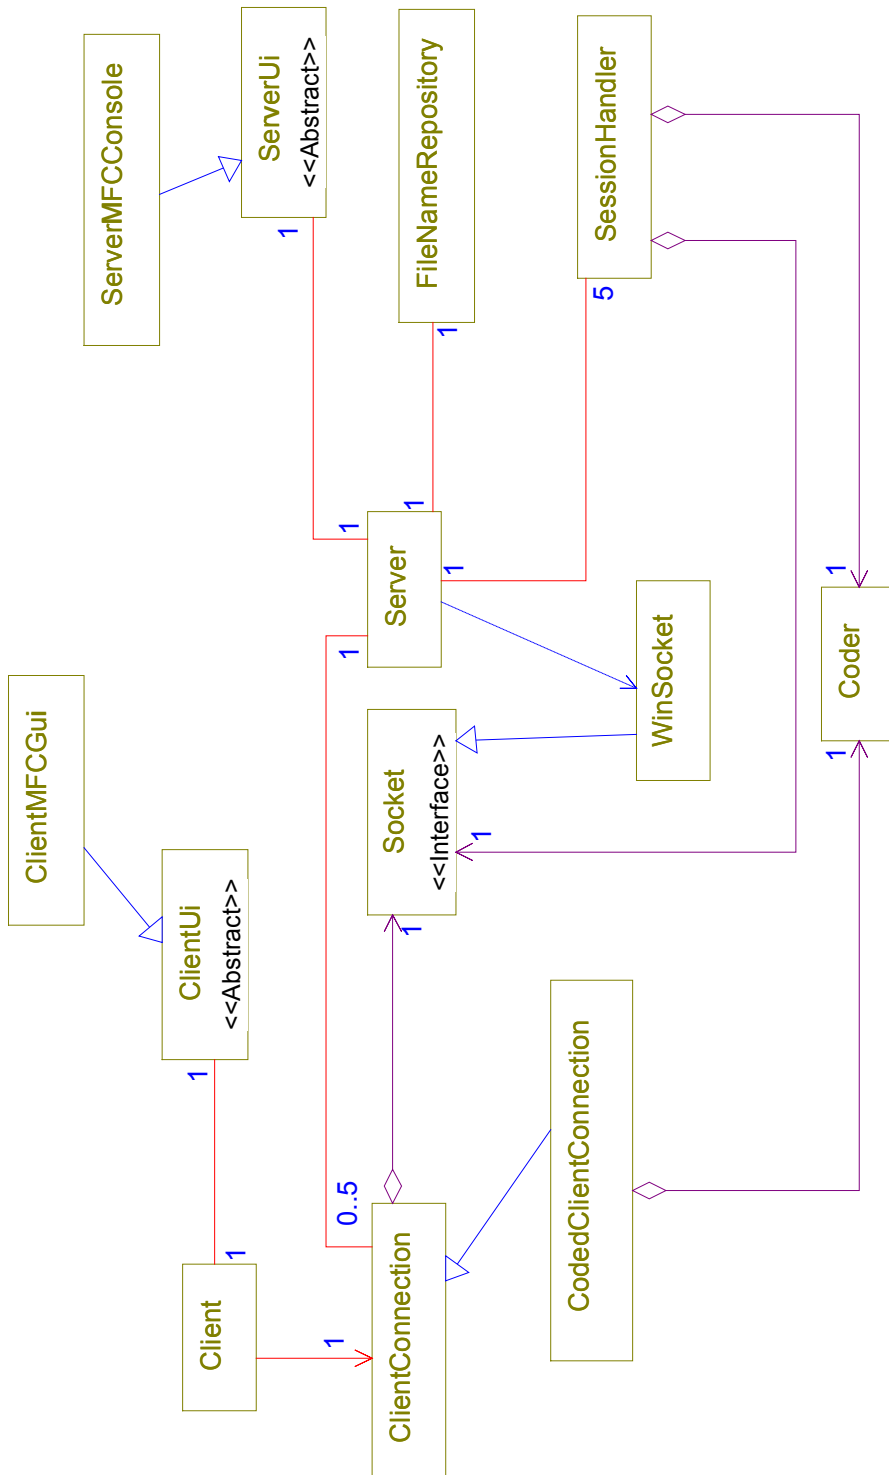 ClientMFCGui
ServerMFCConsole
ClientUi
<<Abstract>>
1
Client
1
ServerUi
<<Abstract>>
1
1
0..5
1
1
ClientConnection
Socket
<<Interface>>
1
Server
1
FileNameRepository
1
1
1
CodedClientConnection
5
SessionHandler
WinSocket
1
1
Coder